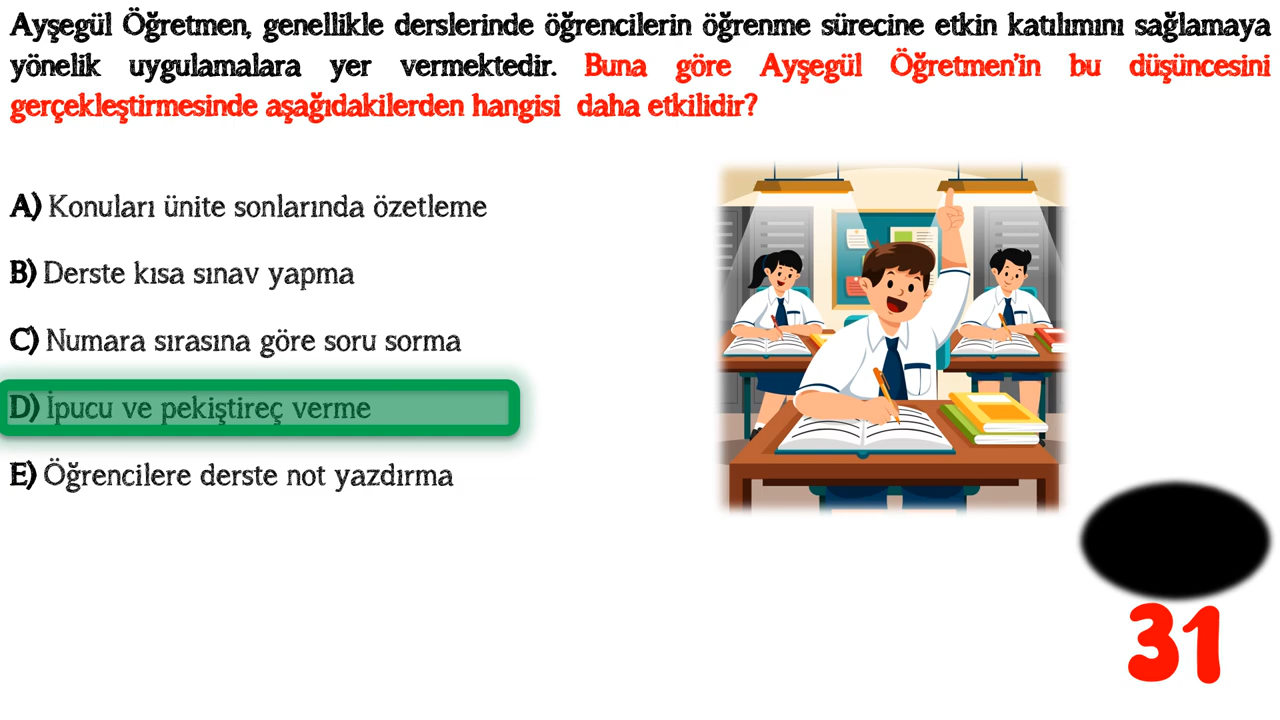 Ayşegül Öğretmen, genellikle derslerinde öğrencilerin öğrenme sürecine etkin katılımını sağlamaya
yönelik uygulamalara yer vermektedir. Buna göre Ayşegül Öğretmen'in bu düşüncesini
gerçekleştirmesinde aşağıdakilerden hangisi daha etkilidir?
A) Konuları ünite sonlarında özetleme
B) Derste kısa sınav yapma
C) Numara sırasına göre soru sorma
D) İpucu ve pekiştireç verme
E) Öğrencilere derste not yazdırma
31